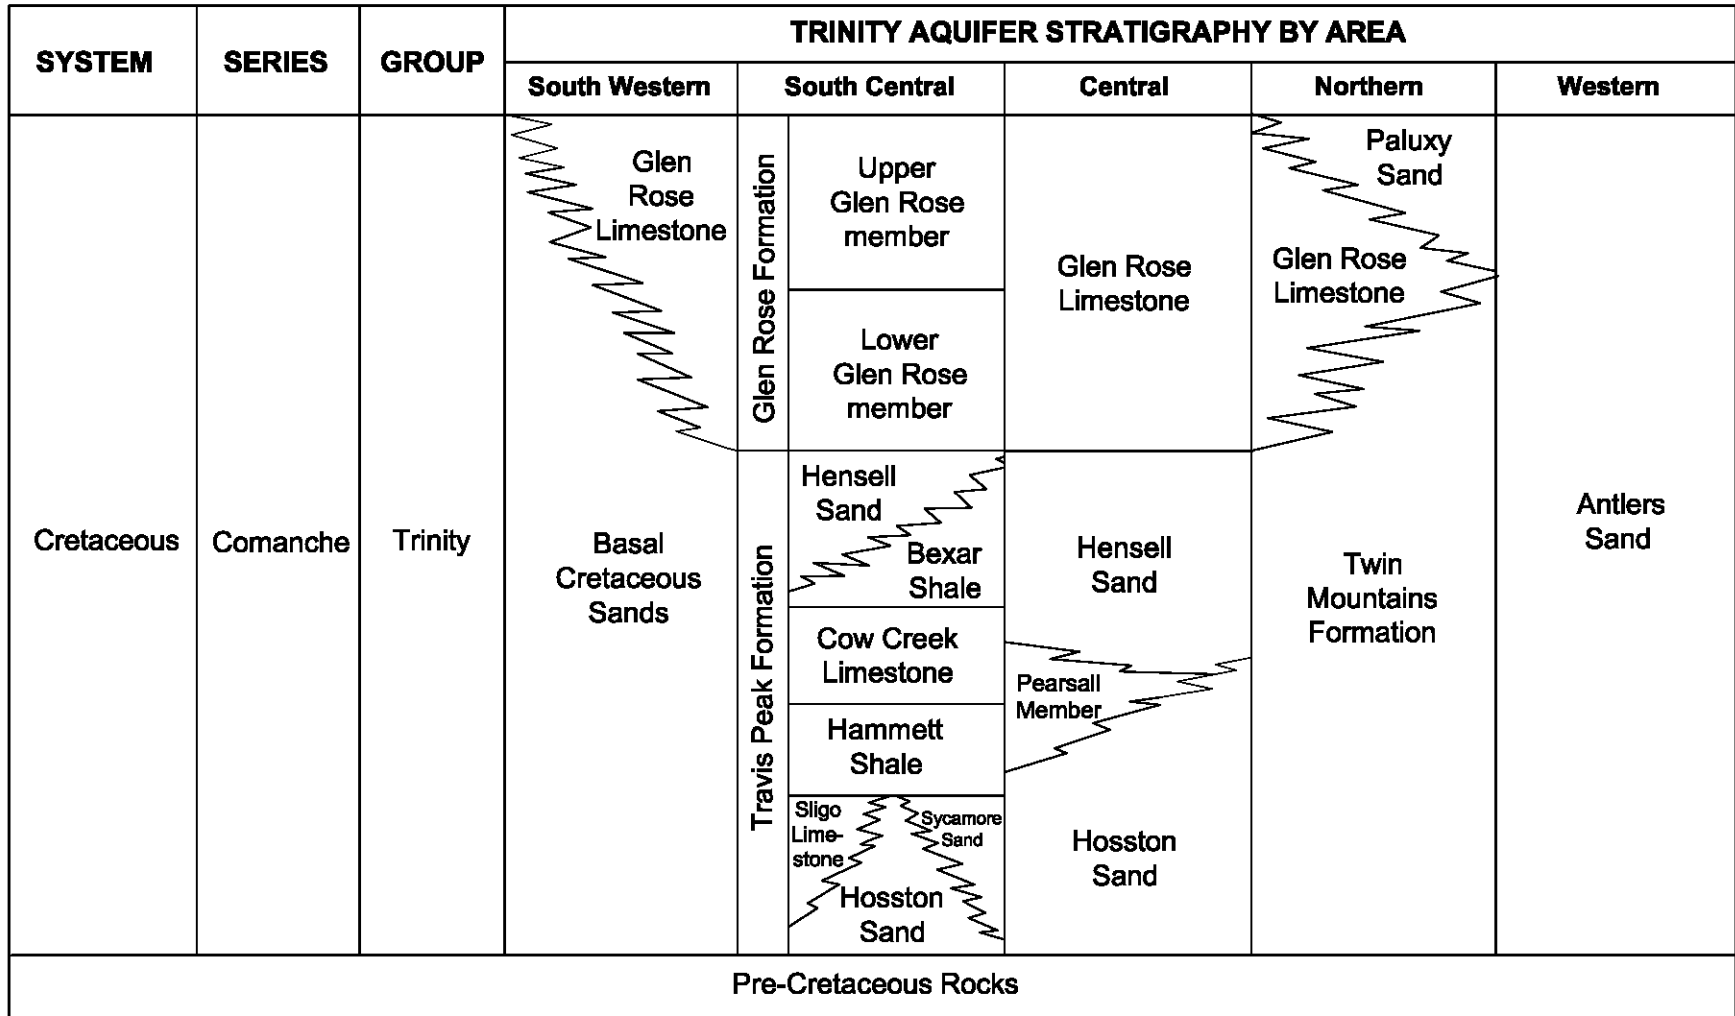 TRINITY AQUIFER STRATIGRAPHY BY AREA
SYSTEM
SERIES
GROUP
South Western
South Central
Central
Northern
Western
Cretaceous
Comanche
Trinity
Glen
Rose
Limestone
Basal
Cretaceous
Sands
Glen Rose Formation
Upper
Glen Rose
member
Lower
Glen Rose
member
Travis Peak Formation
Hensell
Sand
Bexar
Shale
Cow Creek
Limestone
Hammett
Shale
Sligo
Lime-
stone
Sycamore
Sand
Hosston
Sand
Glen Rose
Limestone
Hensell
Sand
Pearsall
Member
Hosston
Sand
Paluxy
Sand
Glen Rose
Limestone
Twin
Mountains
Formation
Antlers
Sand
Pre-Cretaceous Rocks